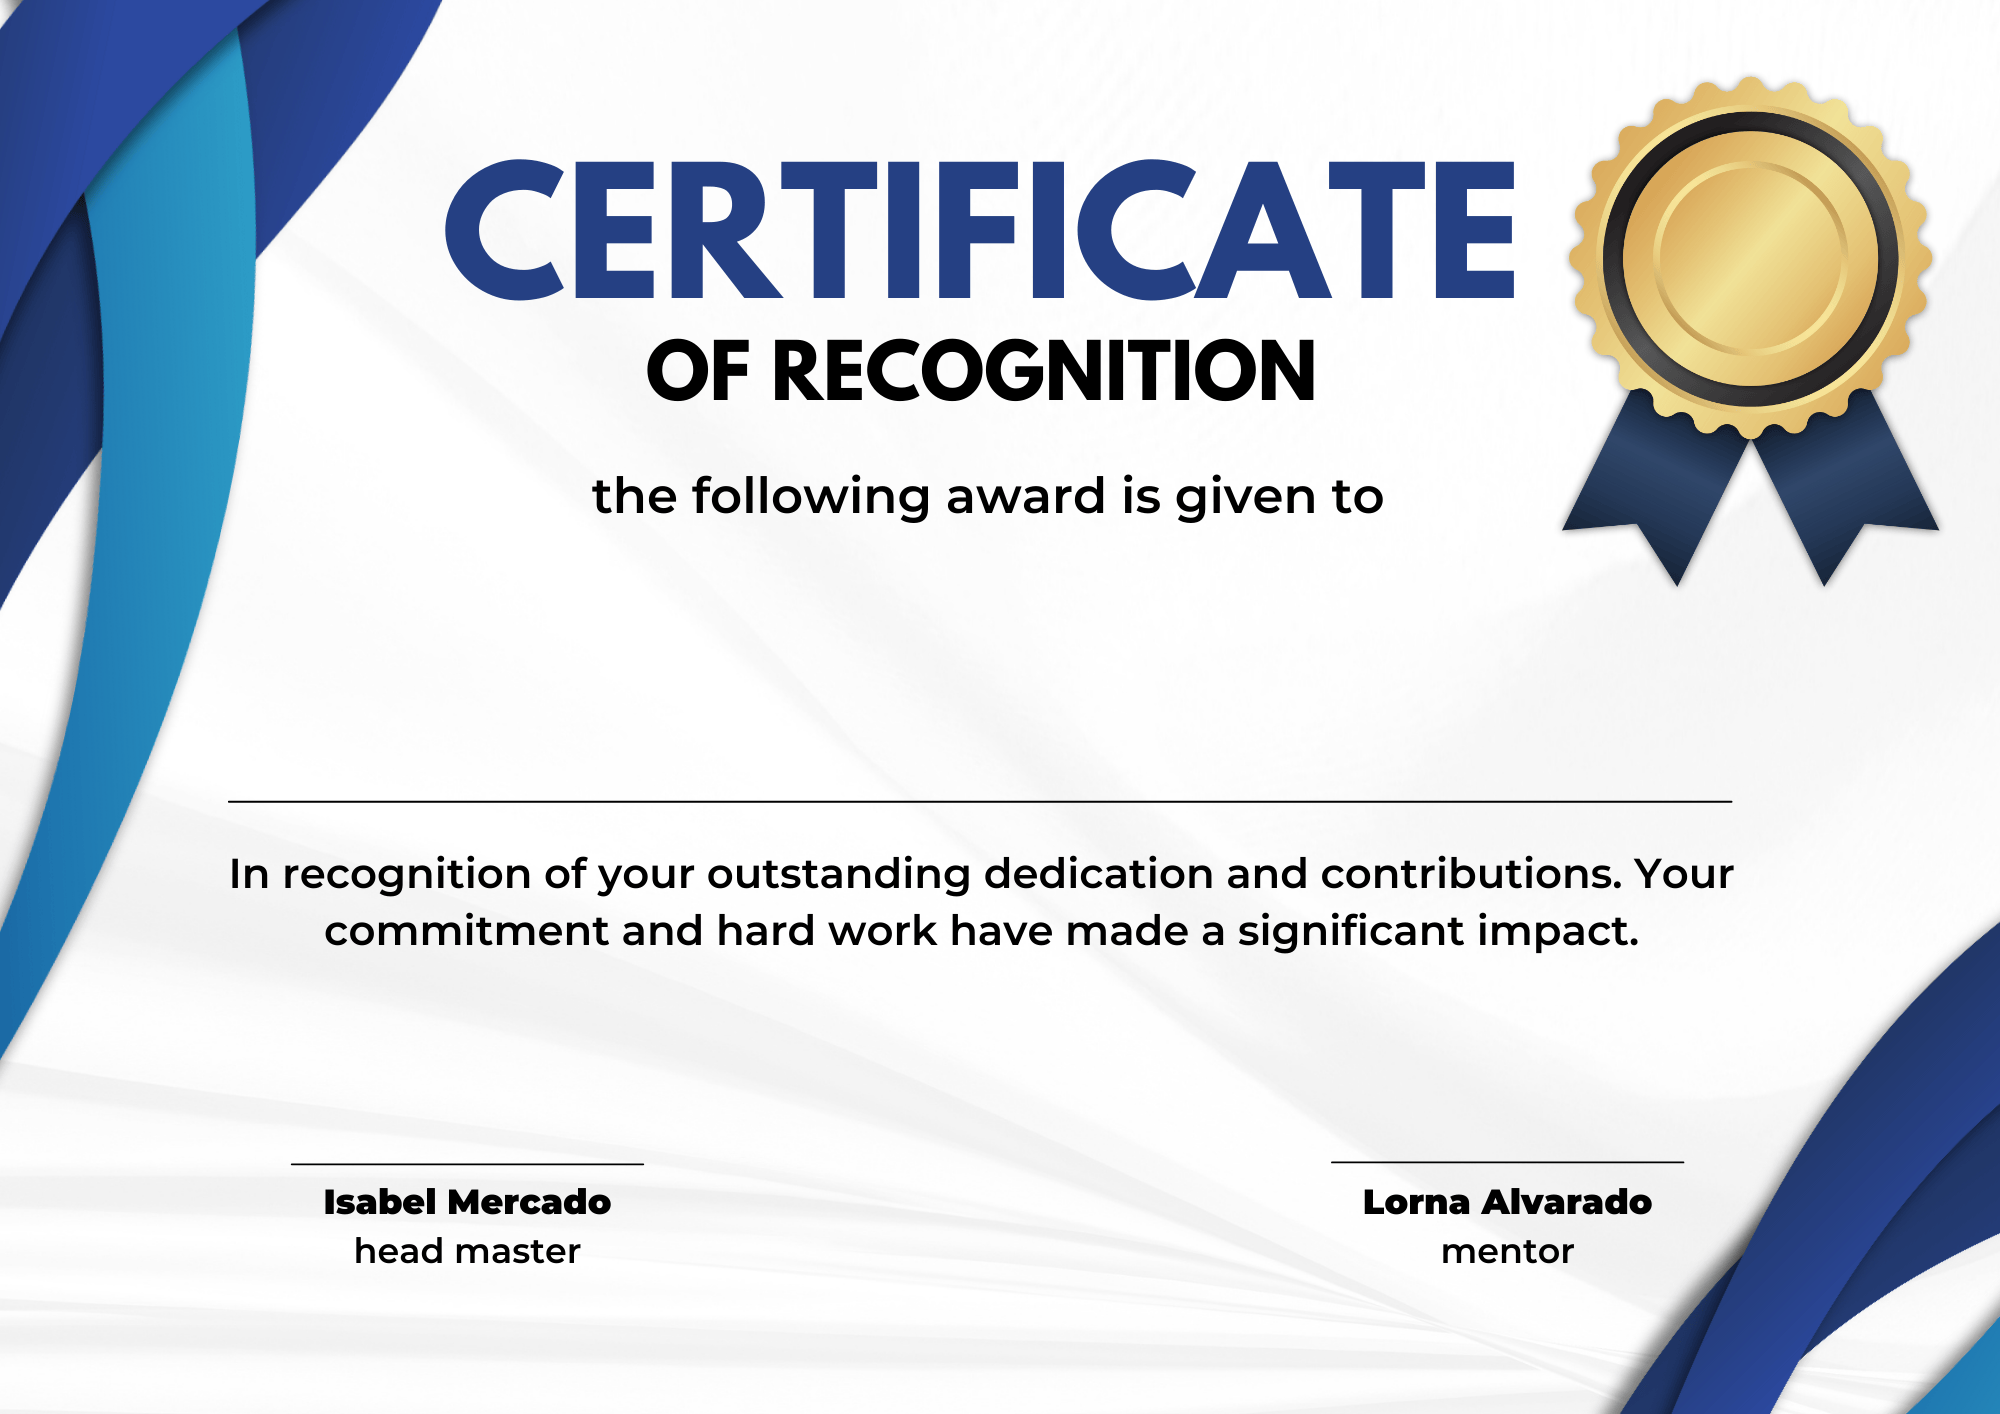 CERTIFICATE
OF RECOGNITION
the following award is given to
In recognition of your outstanding dedication and contributions. Your
commitment and hard work have made a significant impact.
Isabel Mercado
head master
Lorna Alvarado
mentor